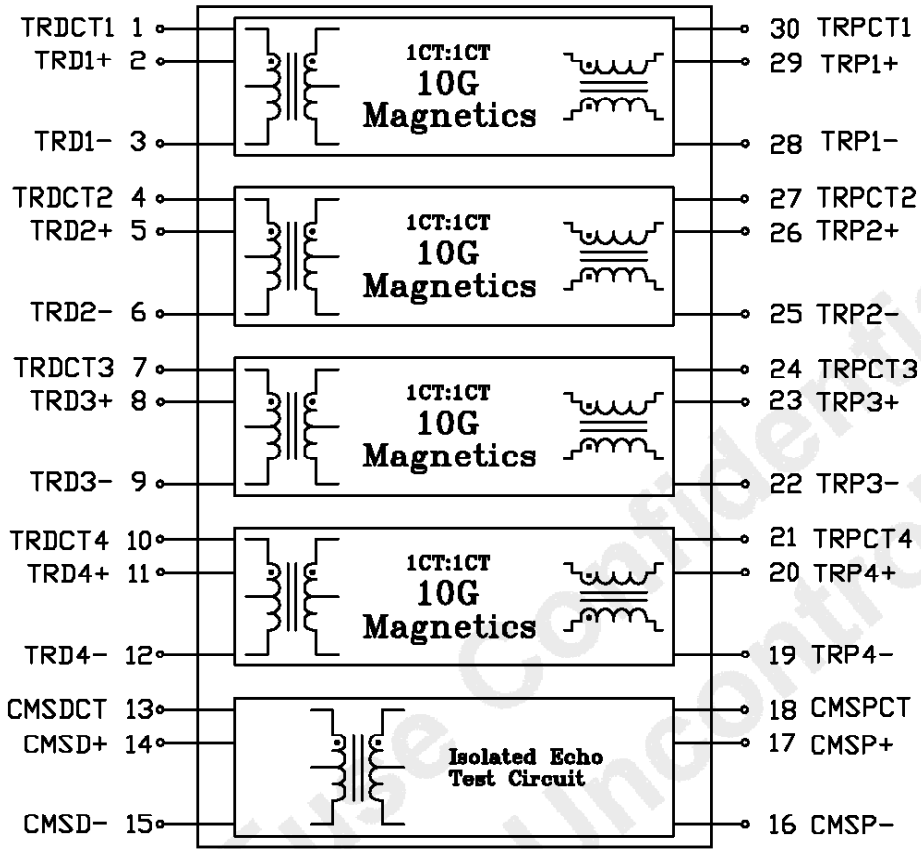 TRDCT1 1
TRD1+ 2
TRD1- 3
1CT:1CT
10G
Magnetics
30 TRPCT1
29 TRP1+
28 TRP1-
TRDCT2 4
TRD2+ 5
TRD2- 6
1CT:1CT
10G
Magnetics
27 TRPCT2
26 TRP2+
25 TRP2-
TRDCT3 7
TRD3+ 8
TRD3- 9
1CT:1CT
10G
Magnetics
24 TRPCT3
23 TRP3+
22 TRP3-
TRDCT4 10
TRD4+ 11
TRD4- 12
1CT:1CT
10G
Magnetics
21 TRPCT4
20 TRP4+
19 TRP4-
CMSDCT 13
CMSD+ 14
CMSD- 15
Isolated Echo
Test Circuit
18 CMSPCT
17 CMSP+
16 CMSP-